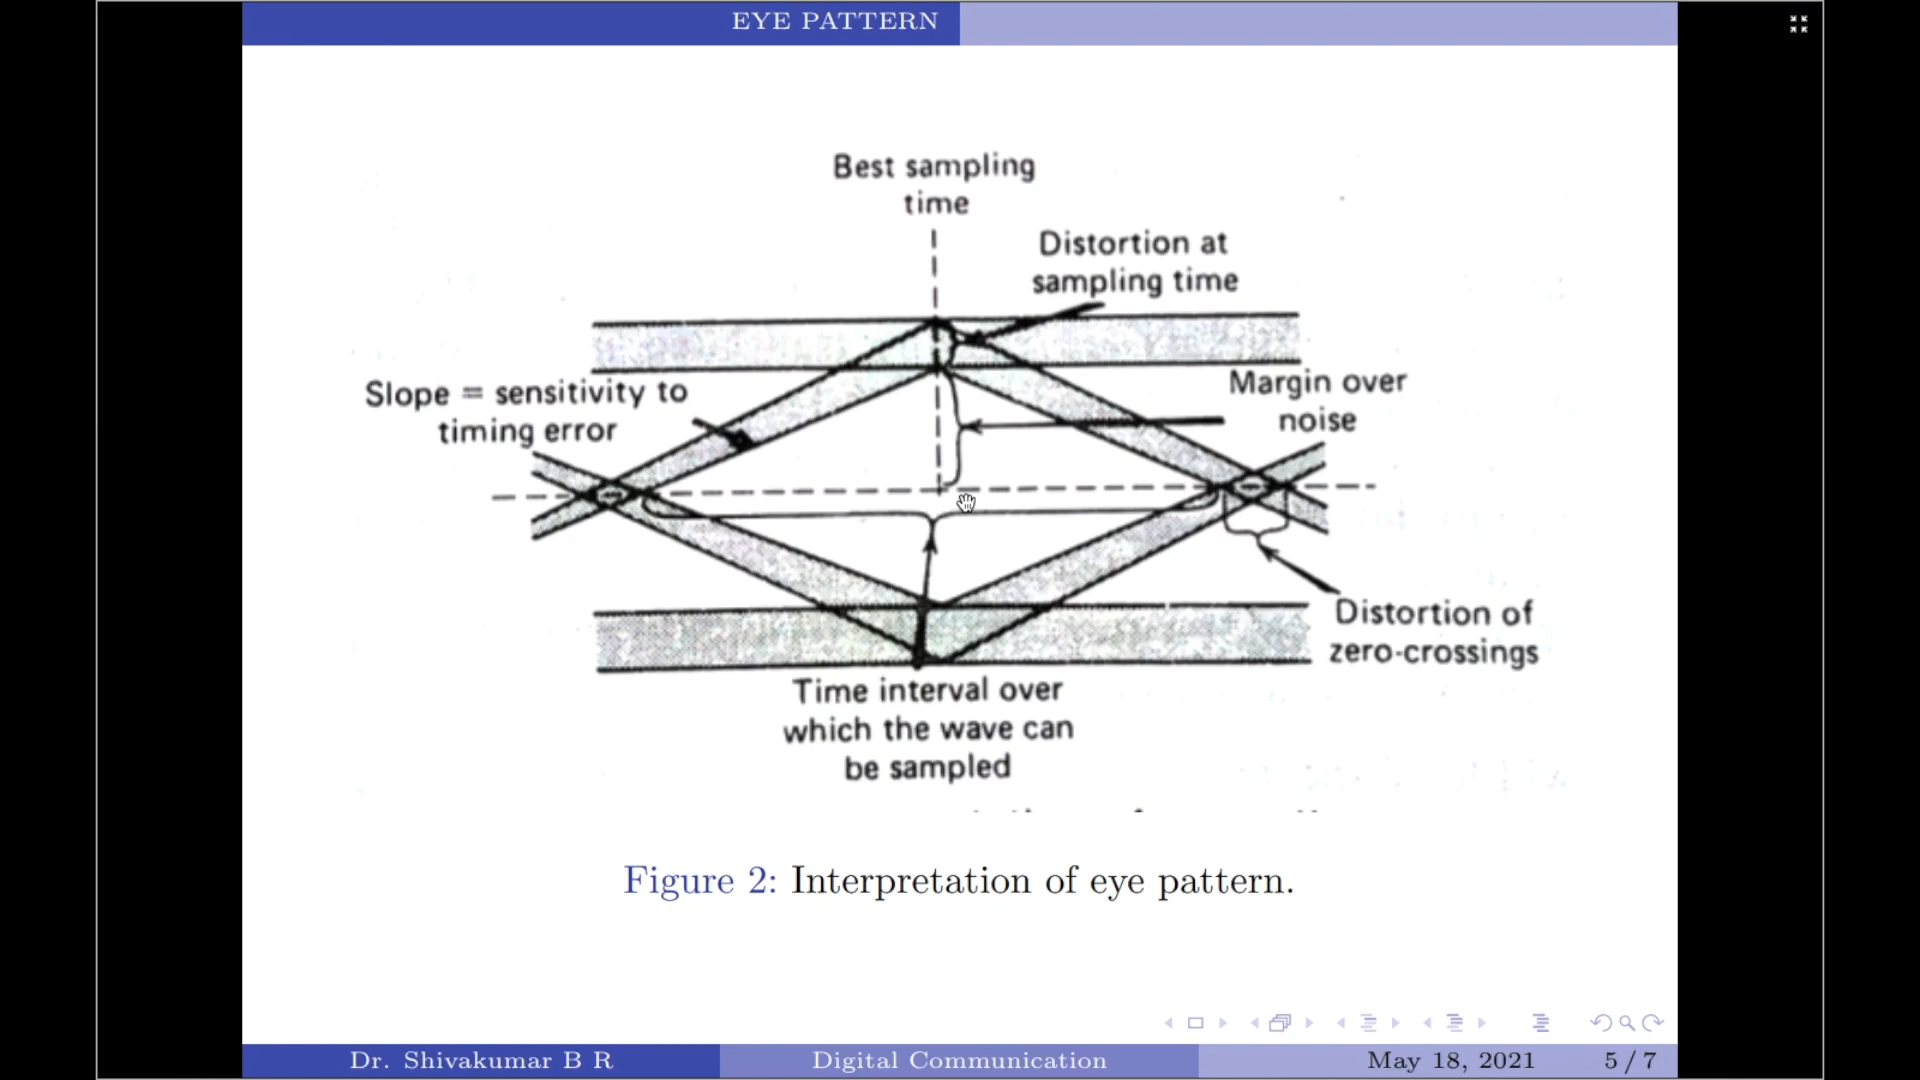 EYE PATTERN
Best sampling
time
Distortion at
sampling time
Slope = sensitivity to
timing error
Margin over
noise
Distortion of
zero-crossings
Time interval over
which the wave can
be sampled
Figure 2: Interpretation of eye pattern.
Dr. Shivakumar B R
Digital Communication
May 18, 2021
5 / 7